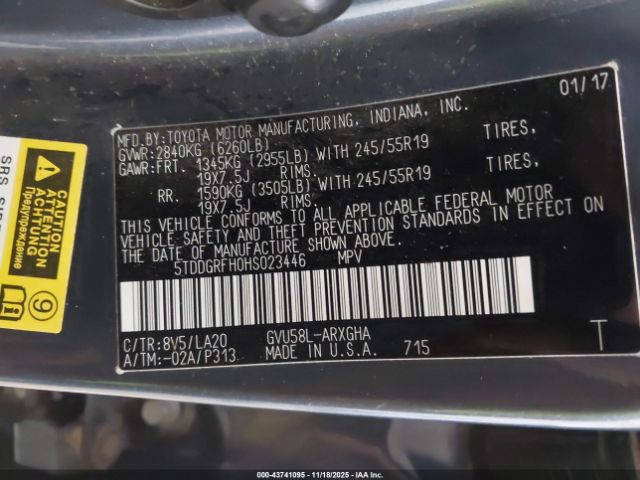 01/17
MFD.BY:TOYOTA MOTOR MANUFACTURING, INDIANA, INC.
GVWR:2840KG (6260LB)
GAWR:FRT. 1345KG (2955LB) WITH 245/55R19 TIRES,
19X7.5J RIMS.
RR. 1590KG (3505LB) WITH 245/55R19 TIRES,
19X7.5J RIMS.
THIS VEHICLE CONFORMS TO ALL APPLICABLE FEDERAL MOTOR
VEHICLE SAFETY AND THEFT PREVENTION STANDARDS IN EFFECT ON
THE DATE OF MANUFACTURE SHOWN ABOVE.
5TDDGRFH0HS023446 MPV
C/TR:8V5/LA20 GVU58L-ARXGHA T
A/TM:-02A/P313 MADE IN U.S.A. 715
CAUTION
ATTENTION
ACHTUNG
Предупреждение
9
SRS
000-43741095 - 11/18/2025 - IAA Inc.